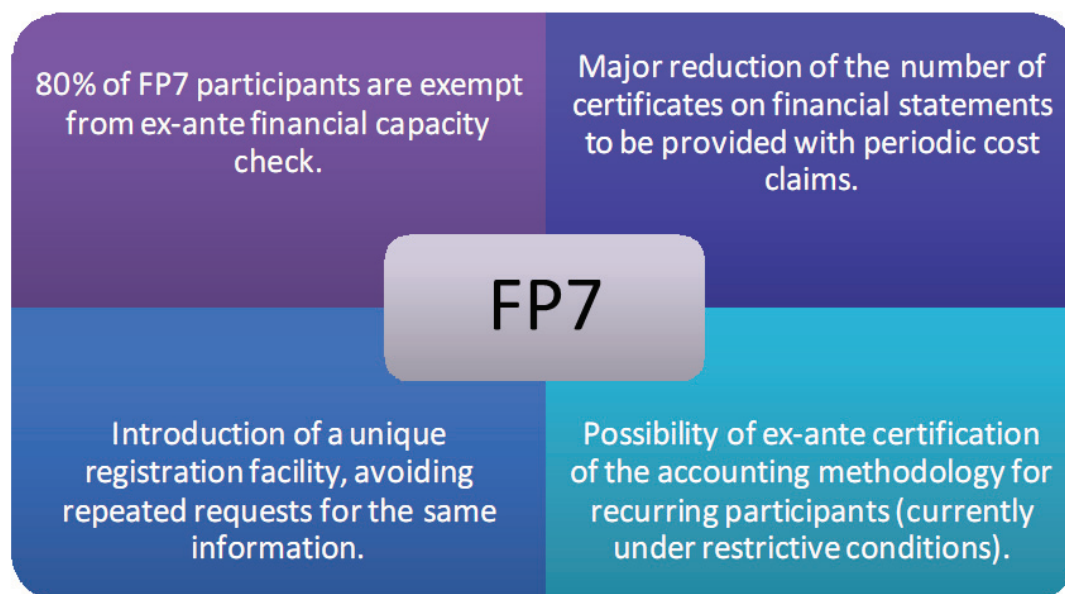 80% of FP7 participants are exempt
from ex-ante financial capacity
check.
Major reduction of the number of
certificates on financial statements
to be provided with periodic cost
claims.
FP7
Introduction of a unique
registration facility, avoiding
repeated requests for the same
information.
Possibility of ex-ante certification
of the accounting methodology for
recurring participants (currently
under restrictive conditions).